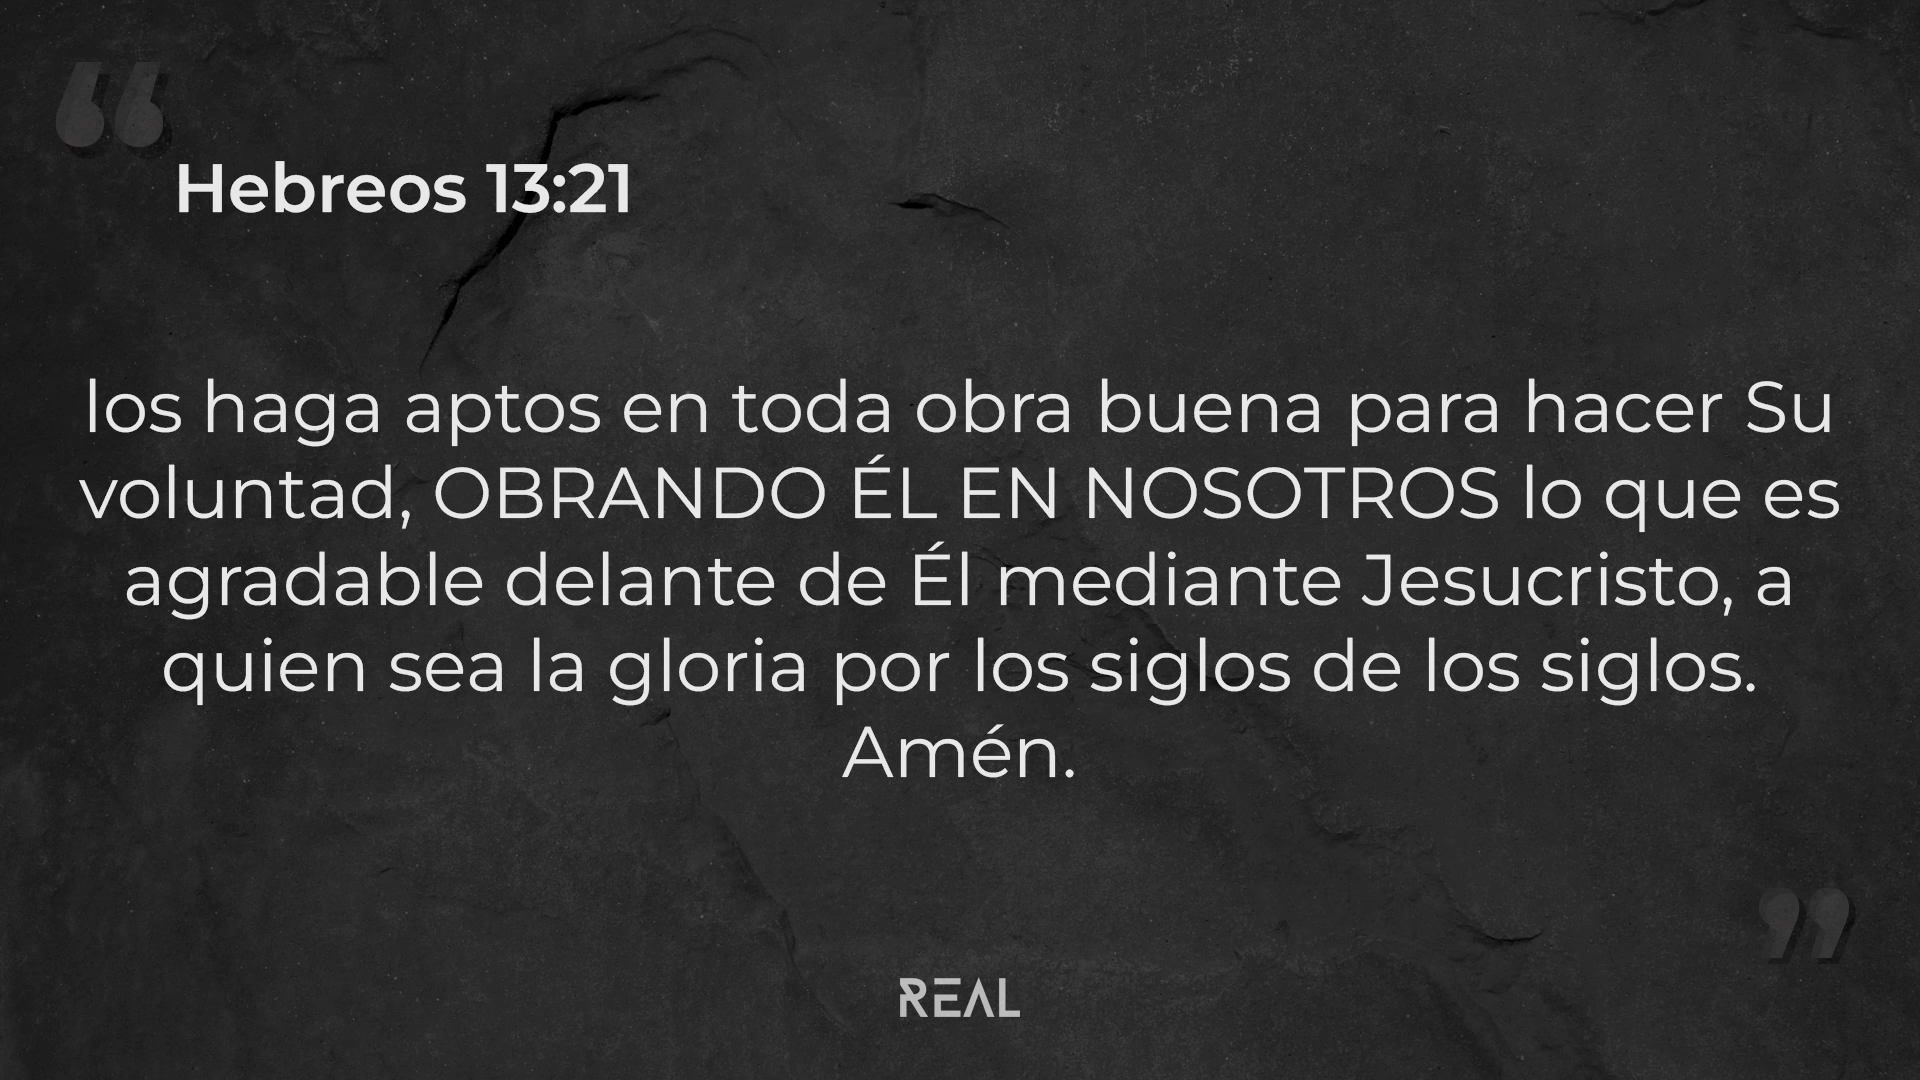 Hebreos 13:21
los haga aptos en toda obra buena para hacer Su
voluntad, OBRANDO ÉL EN NOSOTROS lo que es
agradable delante de Él mediante Jesucristo, a
quien sea la gloria por los siglos de los siglos.
Amén.
REAL